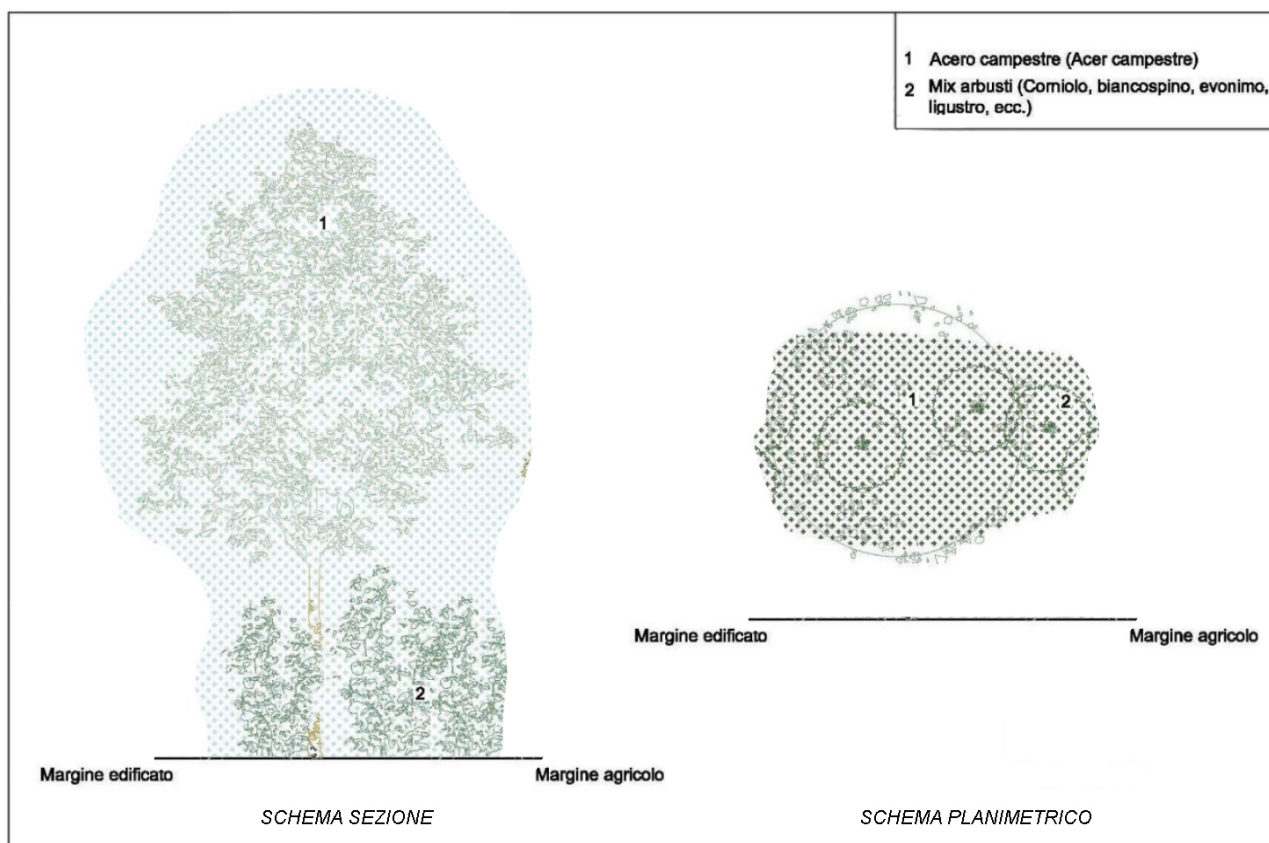 1 Acero campestre (Acer campestre)
2 Mix arbusti (Corniolo, biancospino, evonimo,
ligustro, ecc.)
1
2
Margine edificato
Margine agricolo
SCHEMA SEZIONE
1
2
Margine edificato
Margine agricolo
SCHEMA PLANIMETRICO